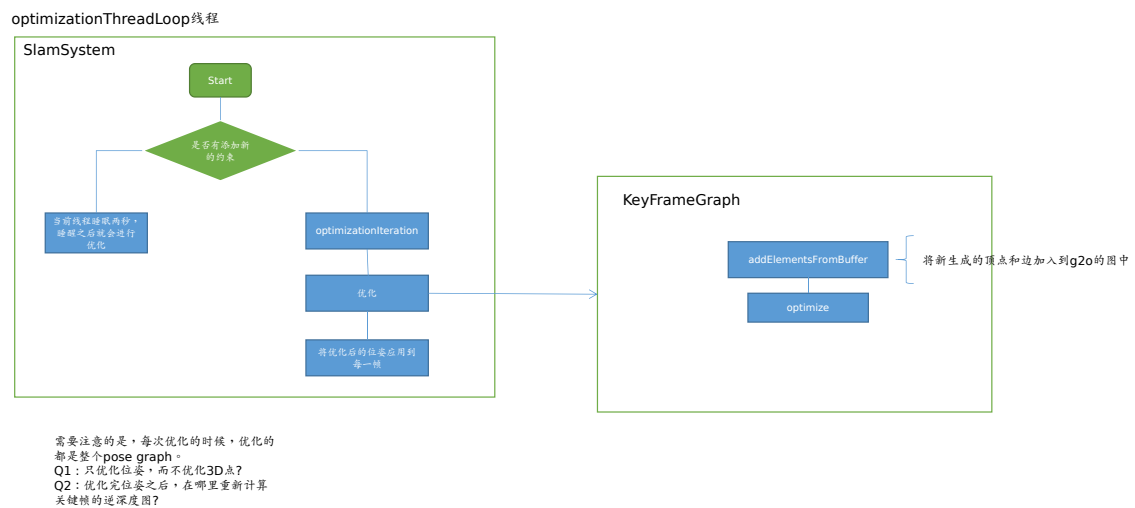 optimizationThreadLoop线程
SlamSystem
Start
是否有添加新
的约束
当前线程睡眠两秒，
睡醒之后就会进行
优化
optimizationIteration
优化
将优化后的位姿应用到
每一帧
KeyFrameGraph
addElementsFromBuffer
将新生成的顶点和边加入到g2o的图中
optimize
需要注意的是，每次优化的时候，优化的
都是整个pose graph。
Q1：只优化位姿，而不优化3D点?
Q2：优化完位姿之后，在哪里重新计算
关键帧的逆深度图?